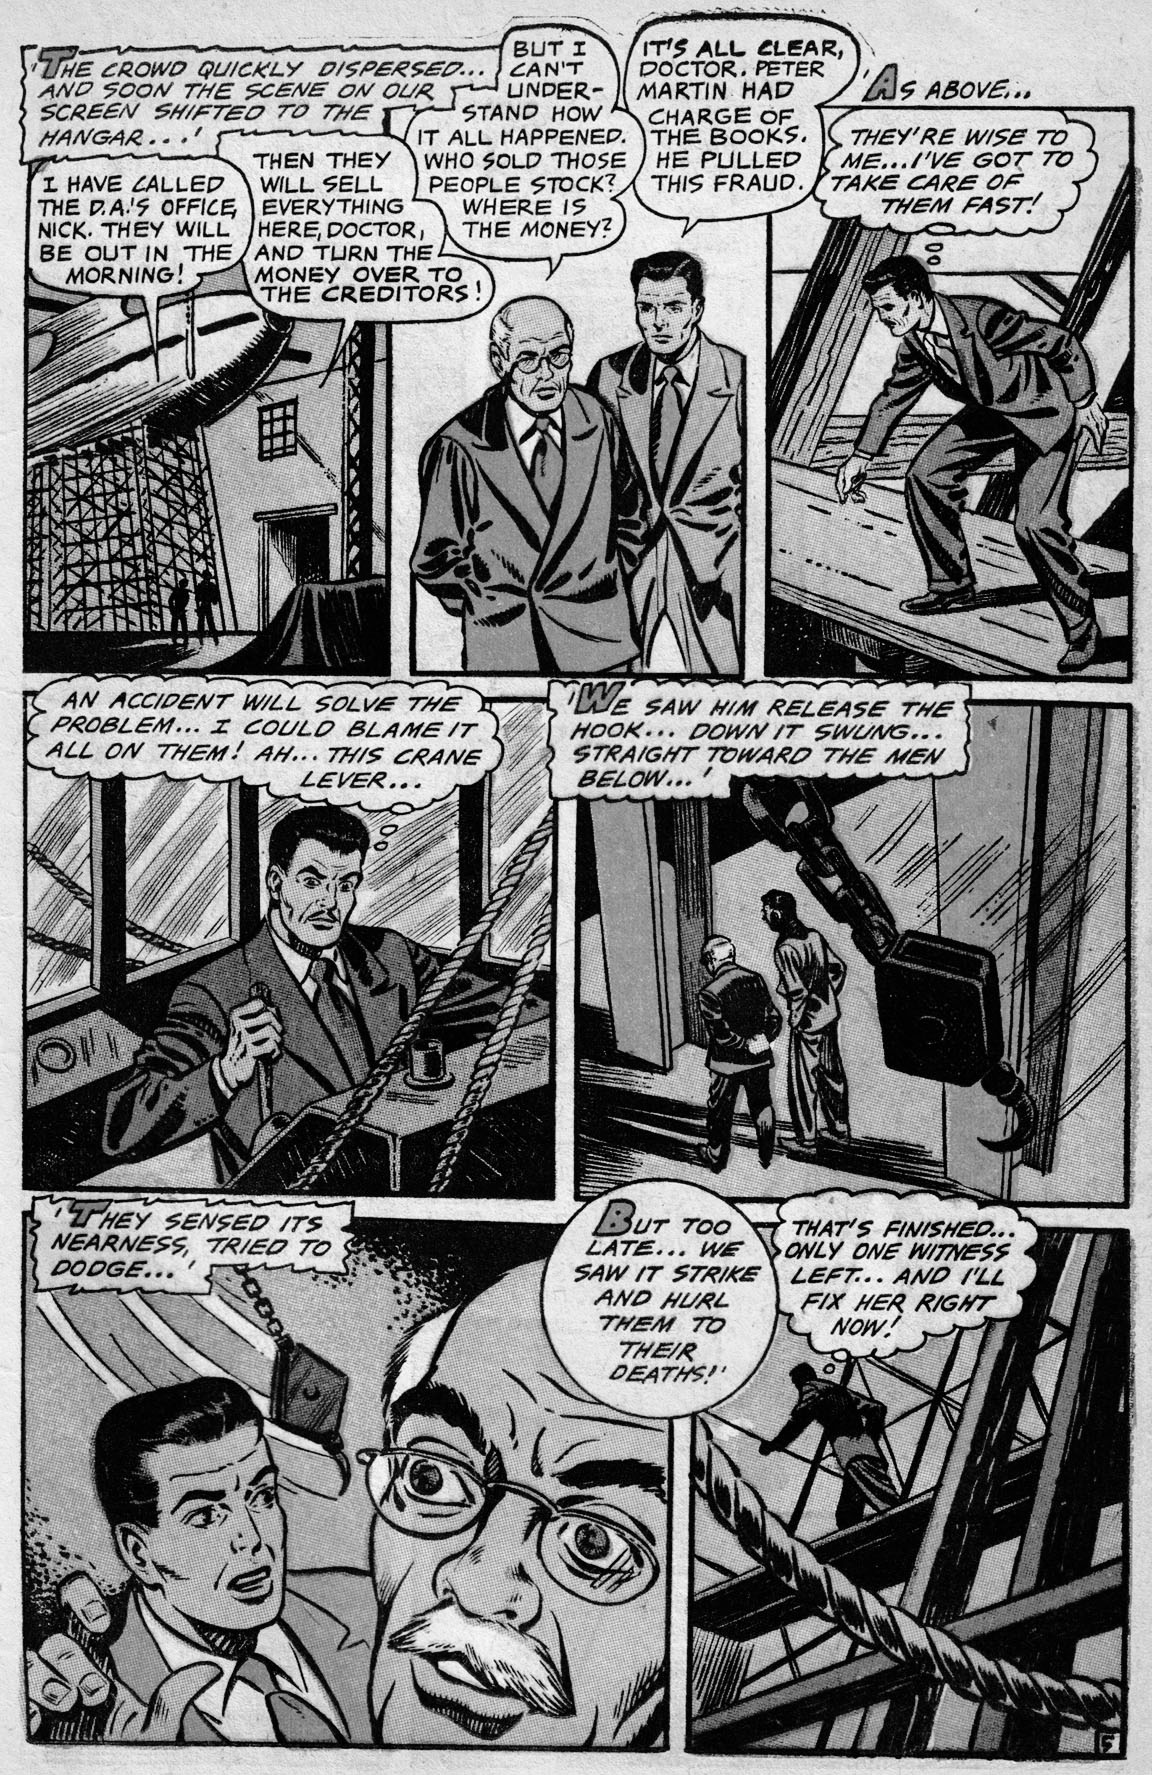 'THE CROWD QUICKLY DISPERSED...
AND SOON THE SCENE ON OUR
SCREEN SHIFTED TO THE
HANGAR...'
I HAVE CALLED
THE D.A.'S OFFICE,
NICK. THEY WILL
BE OUT IN THE
MORNING!
THEN THEY
WILL SELL
EVERYTHING
HERE, DOCTOR,
AND TURN THE
MONEY OVER TO
THE CREDITORS!
BUT I
CAN'T
UNDER-
STAND HOW
IT ALL HAPPENED.
WHO SOLD THOSE
PEOPLE STOCK?
WHERE IS
THE MONEY?
IT'S ALL CLEAR,
DOCTOR. PETER
MARTIN HAD
CHARGE OF
THE BOOKS.
HE PULLED
THIS FRAUD.
'AS ABOVE...
THEY'RE WISE TO
ME...I'VE GOT TO
TAKE CARE OF
THEM FAST!
AN ACCIDENT WILL SOLVE THE
PROBLEM... I COULD BLAME IT
ALL ON THEM! AH... THIS CRANE
LEVER...
'WE SAW HIM RELEASE THE
HOOK... DOWN IT SWUNG...
STRAIGHT TOWARD THE MEN
BELOW...'
'THEY SENSED ITS
NEARNESS, TRIED TO
DODGE...'
BUT TOO
LATE... WE
SAW IT STRIKE
AND HURL
THEM TO
THEIR
DEATHS!'
THAT'S FINISHED...
ONLY ONE WITNESS
LEFT... AND I'LL
FIX HER RIGHT
NOW!
5